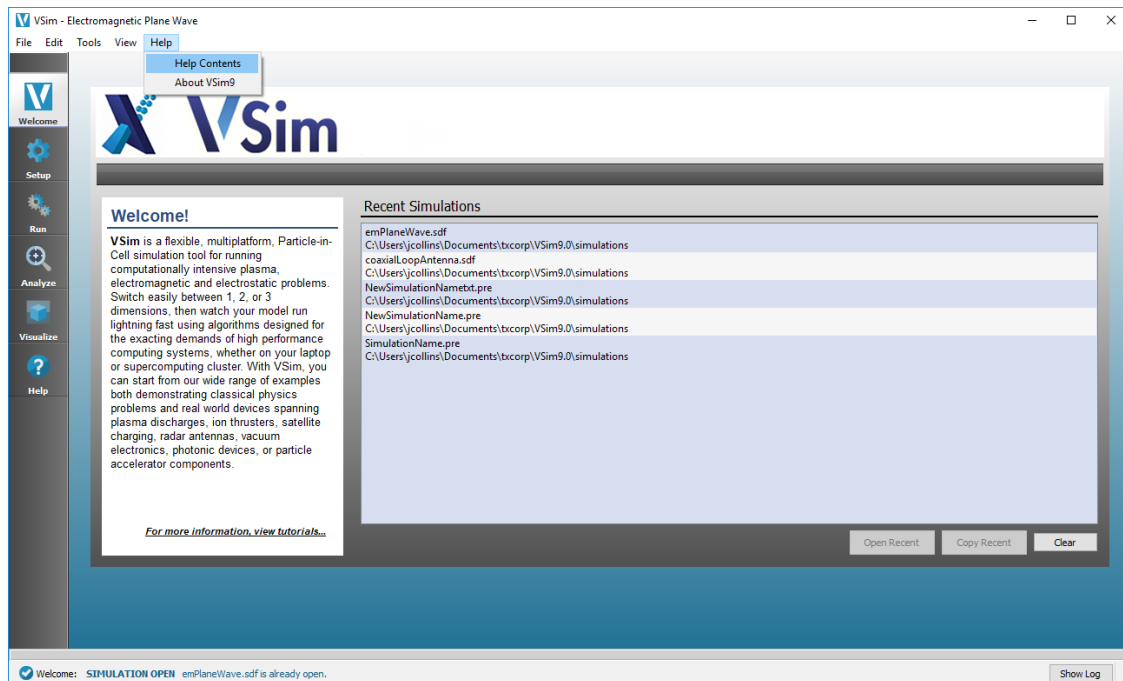 VSim - Electromagnetic Plane Wave
File Edit Tools View Help
Help Contents
About VSim9
Welcome
Setup
Run
Analyze
Visualize
Help
VSim
Welcome!
VSim is a flexible, multiplatform, Particle-in-
Cell simulation tool for running
computationally intensive plasma,
electromagnetic and electrostatic problems.
Switch easily between 1, 2, or 3
dimensions, then watch your model run
lightning fast using algorithms designed for
the exacting demands of high performance
computing systems, whether on your laptop
or supercomputing cluster. With VSim, you
can start from our wide range of examples
both demonstrating classical physics
problems and real world devices spanning
plasma discharges, ion thrusters, satellite
charging, radar antennas, vacuum
electronics, photonic devices, or particle
accelerator components.
For more information, view tutorials...
Recent Simulations
emPlaneWave.sdf
C:\Users\jcollins\Documents\txcorp\VSim9.0\simulations
coaxialLoopAntenna.sdf
C:\Users\jcollins\Documents\txcorp\VSim9.0\simulations
NewSimulationNametxt.pre
C:\Users\jcollins\Documents\txcorp\VSim9.0\simulations
NewSimulationName.pre
C:\Users\jcollins\Documents\txcorp\VSim9.0\simulations
SimulationName.pre
C:\Users\jcollins\Documents\txcorp\VSim9.0\simulations
Open Recent Copy Recent Clear
Welcome: SIMULATION OPEN emPlaneWave.sdf is already open.
Show Log